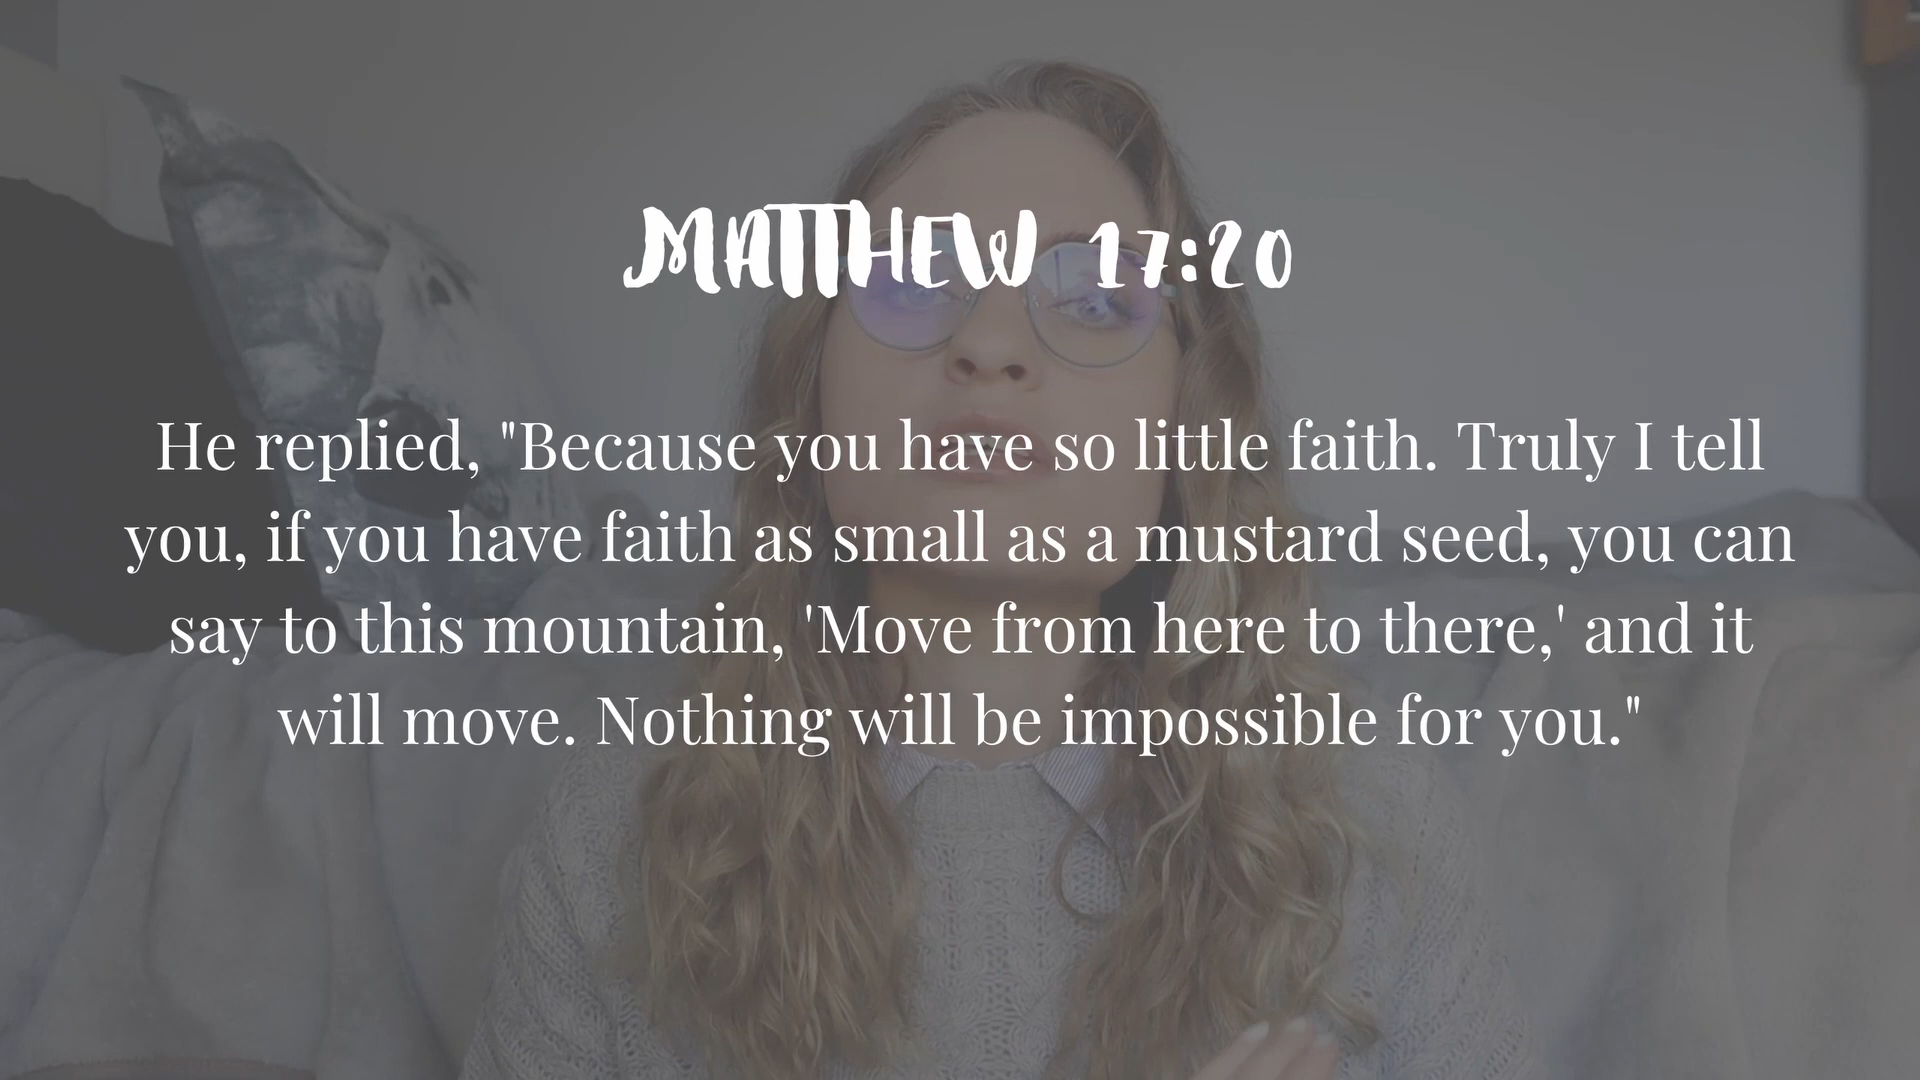 MATTHEW 17:20
He replied, "Because you have so little faith. Truly I tell
you, if you have faith as small as a mustard seed, you can
say to this mountain, 'Move from here to there,' and it
will move. Nothing will be impossible for you."